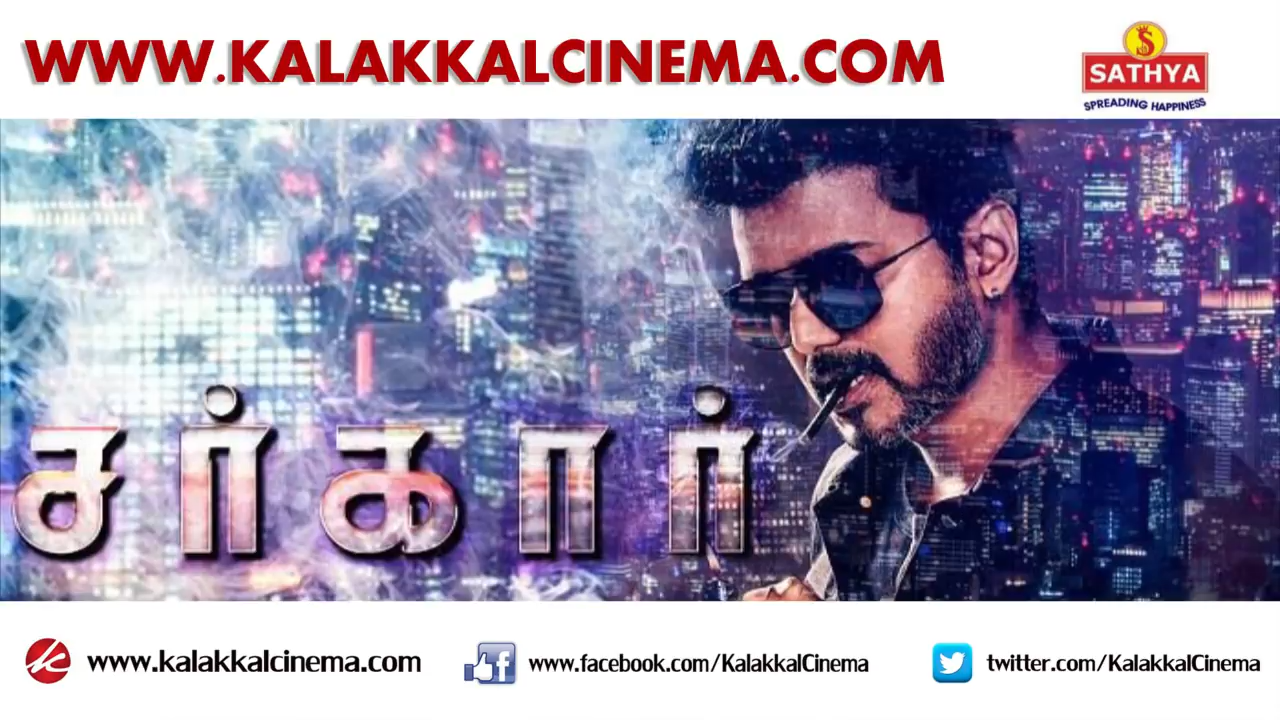 WWW.KALAKKALCINEMA.COM
S
SATHYA
SPREADING HAPPINESS
சர்கார்
www.kalakkalcinema.com
www.facebook.com/KalakkalCinema
twitter.com/KalakkalCinema